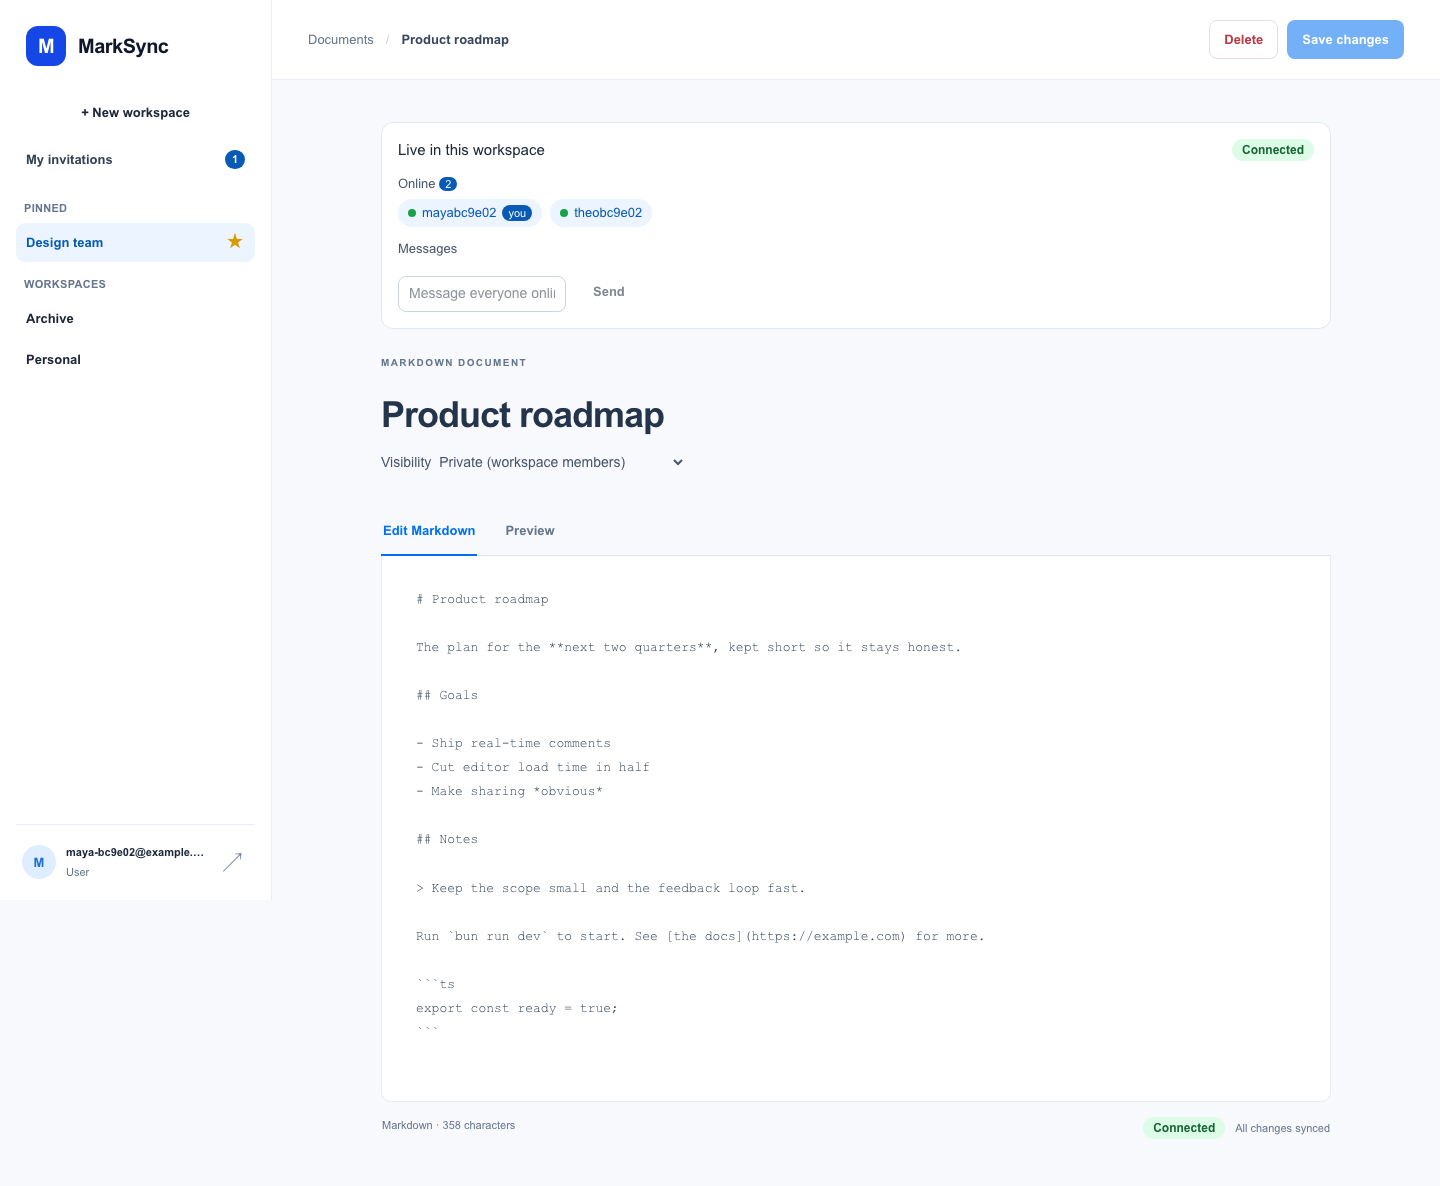 M MarkSync
+ New workspace
My invitations 1
PINNED
Design team
WORKSPACES
Archive
Personal
M maya-bc9e02@example....
User
Documents / Product roadmap
Delete Save changes
Live in this workspace Connected
Online 2
mayabc9e02 you theobc9e02
Messages
Message everyone onli Send
MARKDOWN DOCUMENT
Product roadmap
Visibility Private (workspace members)
Edit Markdown Preview
# Product roadmap
The plan for the **next two quarters**, kept short so it stays honest.
## Goals
- Ship real-time comments
- Cut editor load time in half
- Make sharing *obvious*
## Notes
> Keep the scope small and the feedback loop fast.
Run `bun run dev` to start. See [the docs](https://example.com) for more.
```ts
export const ready = true;
```
Markdown · 358 characters
Connected All changes synced